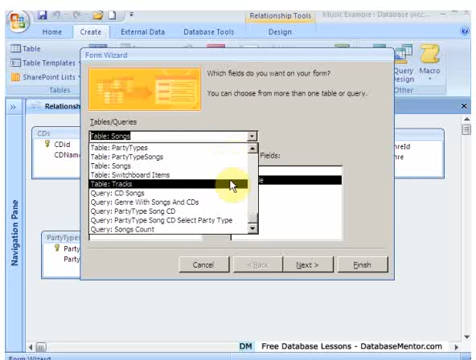 Relationship Tools
Music Example : Database (Acc
Home
Create
External Data
Database Tools
Design
Table
Table Templates
SharePoint Lists
Tables
Query Design
Macro
Other
Form Wizard
Which fields do you want on your form?
You can choose from more than one table or query.
Tables/Queries
Table: Songs
Table: PartyTypes
Table: PartyTypeSongs
Table: Songs
Table: Switchboard Items
Table: Tracks
Query: CD Songs
Query: Genre With Songs And CDs
Query: PartyType Song CD
Query: PartyType Song CD Select Party Type
Query: Songs Count
Fields:
Cancel
< Back
Next >
Finish
Relationsh
CDs
CDid
CDName
PartyTypes
Party
Party
Navigation Pane
DM Free Database Lessons - DatabaseMentor.com
Form Wizard